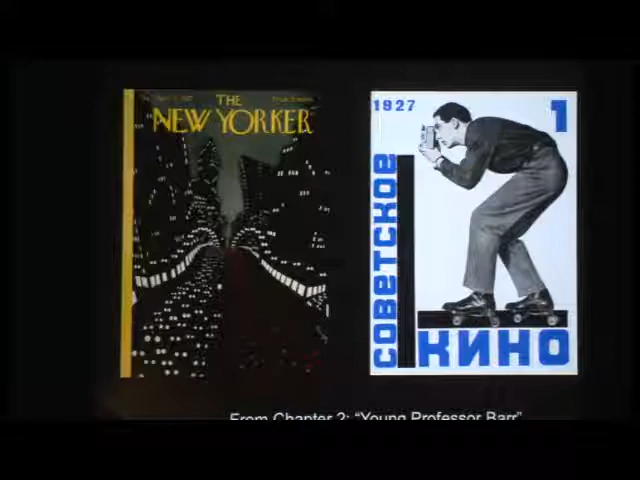 THE
NEW YORKER
1927
1
СОВЕТСКОЕ
КИНО
From Chapter 2: "Young Professor Barr"